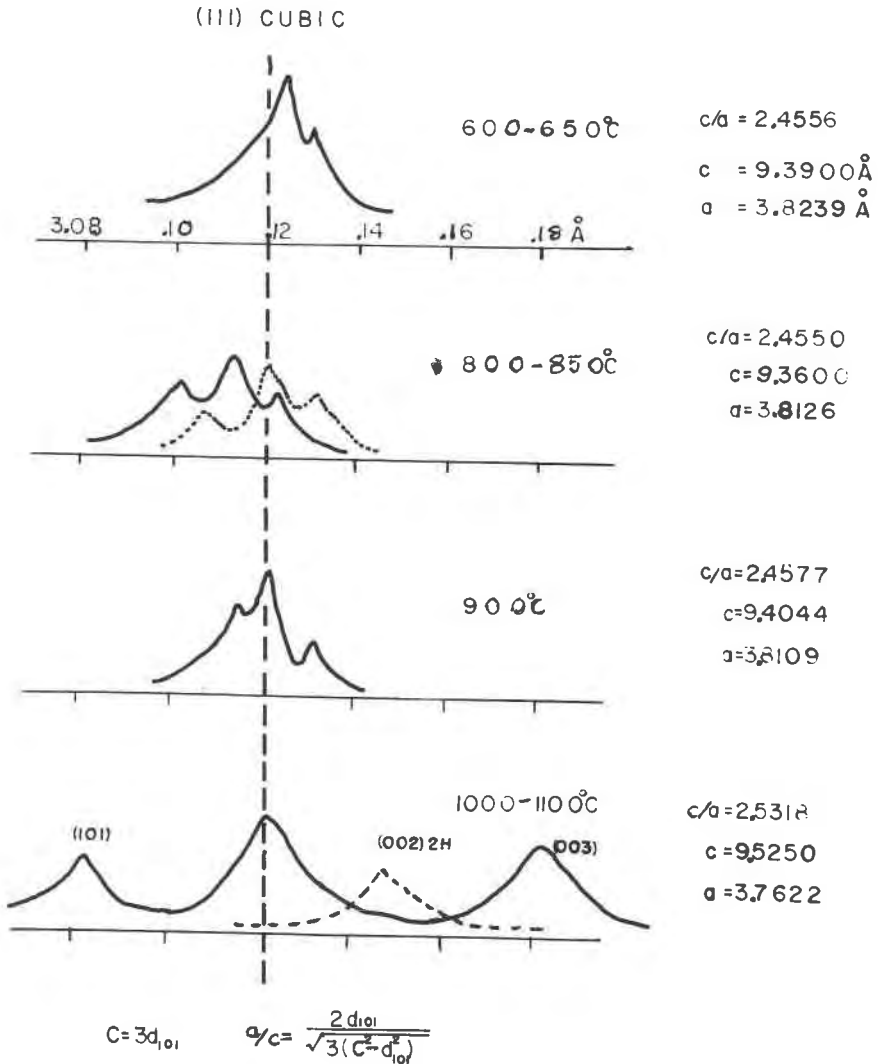 (111) CUBIC
600-650°C
c/a = 2.4556
c = 9.3900Å
a = 3.8239 Å
3.08 .10 .12 .14 .16 .18 Å
800-850°C
c/a=2.4550
c=9.3600
a=3.8126
900°C
c/a=2.4577
c=9.4044
a=3.8109
1000-1100°C
c/a=2.5318
c=9.5250
a=3.7622
(101)
(002) 2H
(003)
C=3d₁₀₁ a/c= 2d₁₀₁ / √3(C²-d²₁₀₁)